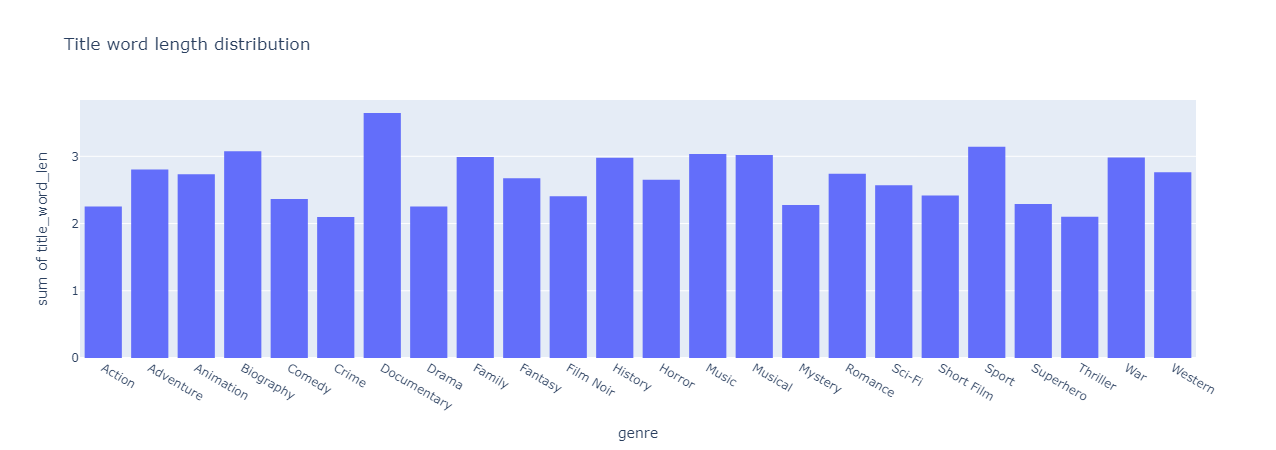 Title word length distribution
sum of title_word_len
3
2
1
0
Action
Adventure
Animation
Biography
Comedy
Crime
Documentary
Drama
Family
Fantasy
Film Noir
History
Horror
Music
Musical
Mystery
Romance
Sci-Fi
Short Film
Sport
Superhero
Thriller
War
Western
genre